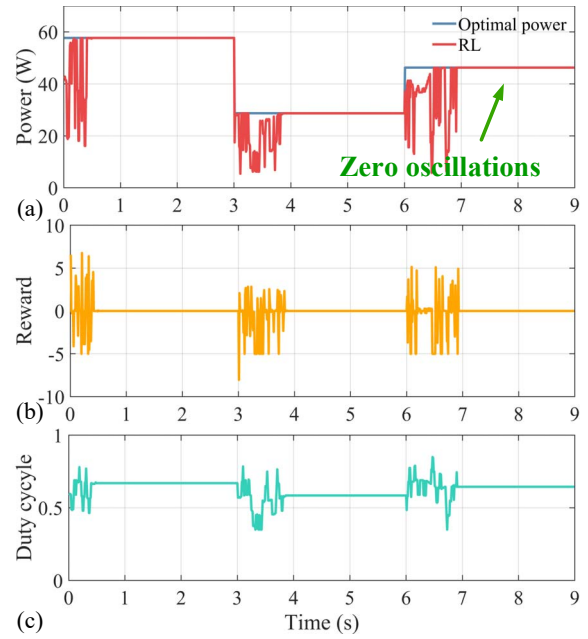 Optimal power
RL
Zero oscillations
Power (W)
60
40
20
0
0 1 2 3 4 5 6 7 8 9
(a)
Reward
10
5
0
-5
-10
0 1 2 3 4 5 6 7 8 9
(b)
Duty cycyle
1
0.5
0
0 1 2 3 4 5 6 7 8 9
Time (s)
(c)